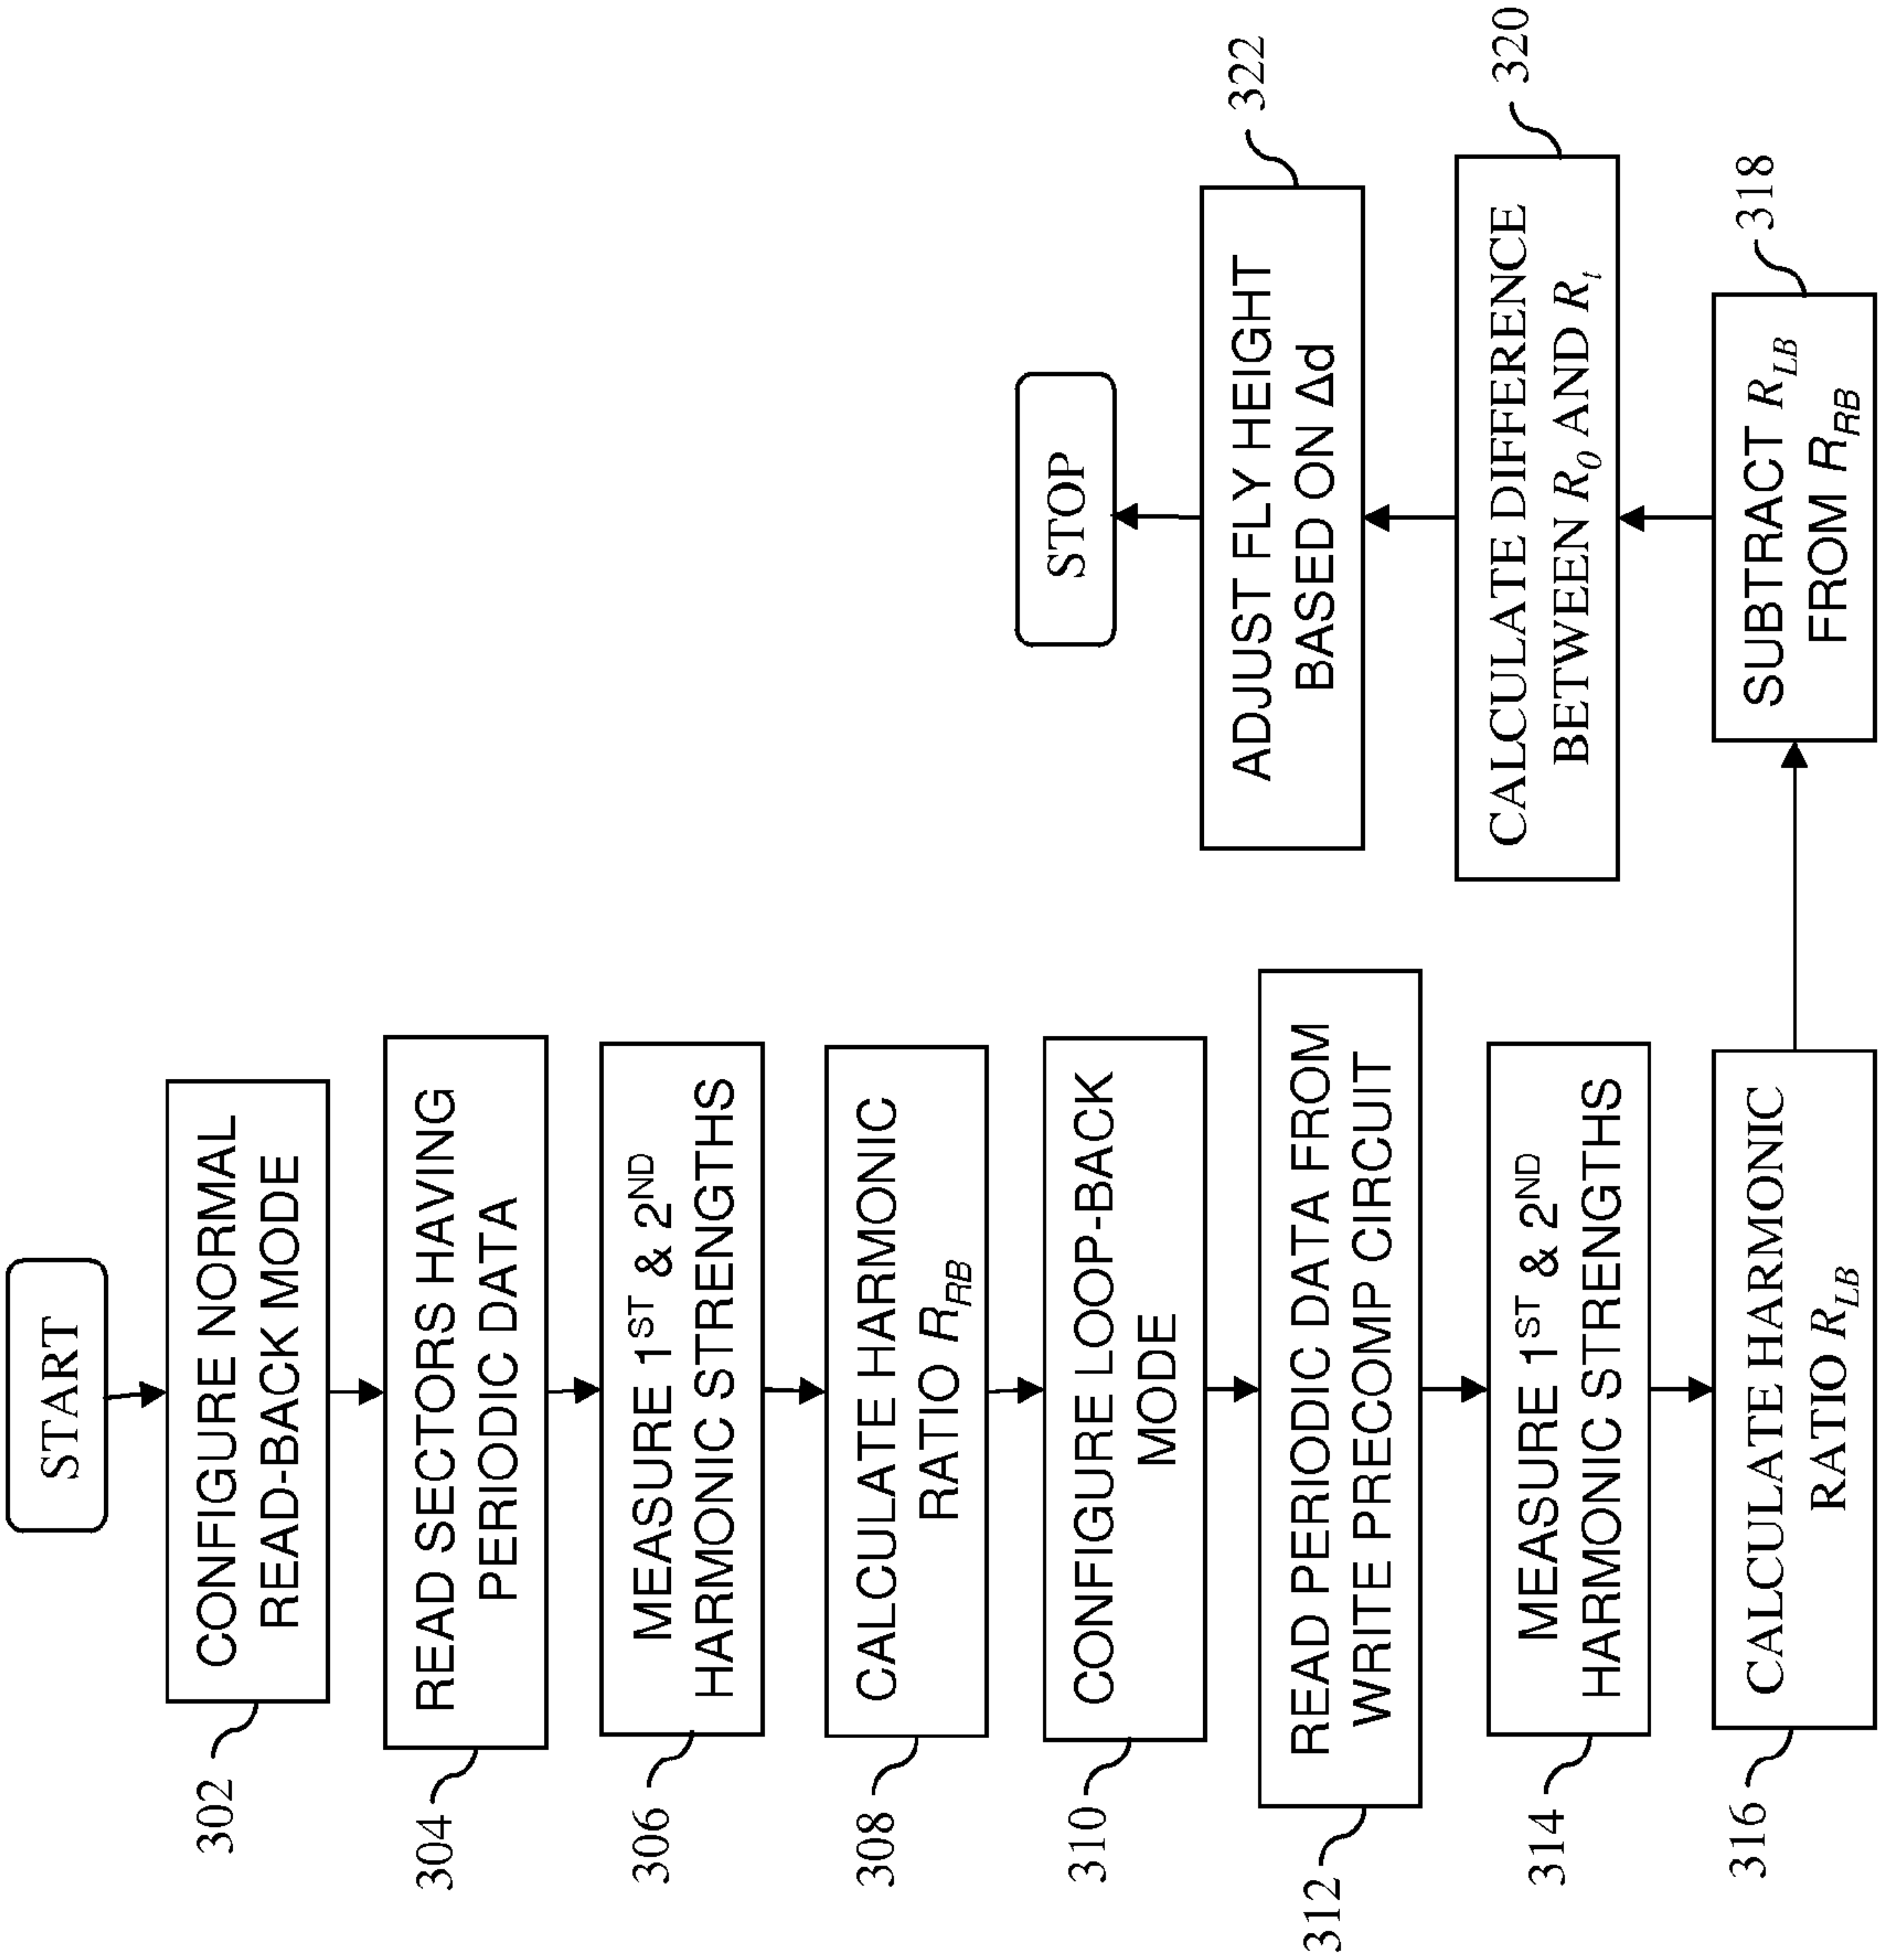 START
CONFIGURE NORMAL
READ-BACK MODE
302
READ SECTORS HAVING
PERIODIC DATA
304
MEASURE 1ST & 2ND
HARMONIC STRENGTHS
306
CALCULATE HARMONIC
RATIO RRB
308
CONFIGURE LOOP-BACK
MODE
310
READ PERIODIC DATA FROM
WRITE PRECOMP CIRCUIT
312
MEASURE 1ST & 2ND
HARMONIC STRENGTHS
314
CALCULATE HARMONIC
RATIO RLB
316
SUBTRACT RLB
FROM RRB
318
CALCULATE DIFFERENCE
BETWEEN R0 AND Rt
320
ADJUST FLY HEIGHT
BASED ON Δd
322
STOP